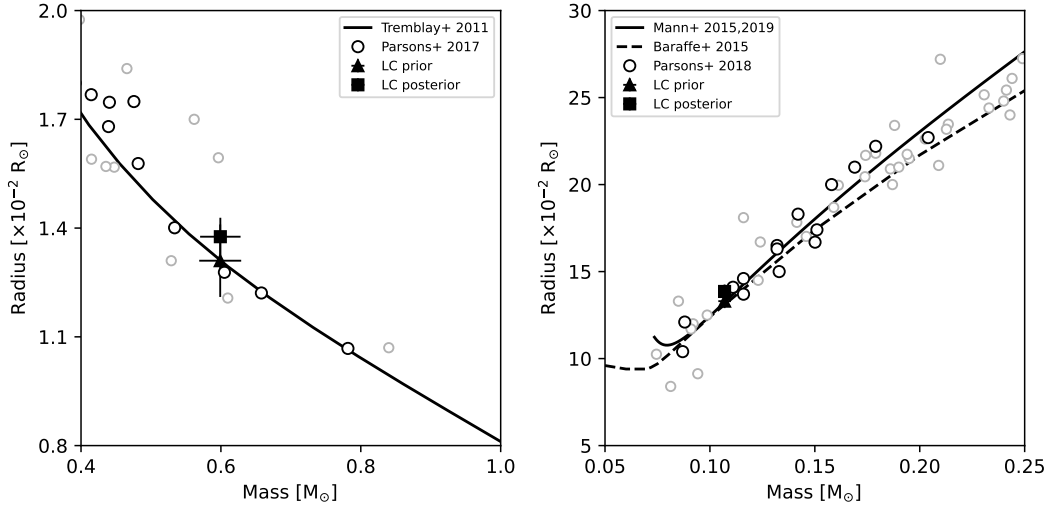 2.0
1.7
1.4
1.1
0.8
Radius [×10⁻² R☉]
0.4
0.6
0.8
1.0
Mass [M☉]
Tremblay+ 2011
Parsons+ 2017
LC prior
LC posterior
30
25
20
15
10
5
Radius [×10⁻² R☉]
0.05
0.10
0.15
0.20
0.25
Mass [M☉]
Mann+ 2015,2019
Baraffe+ 2015
Parsons+ 2018
LC prior
LC posterior